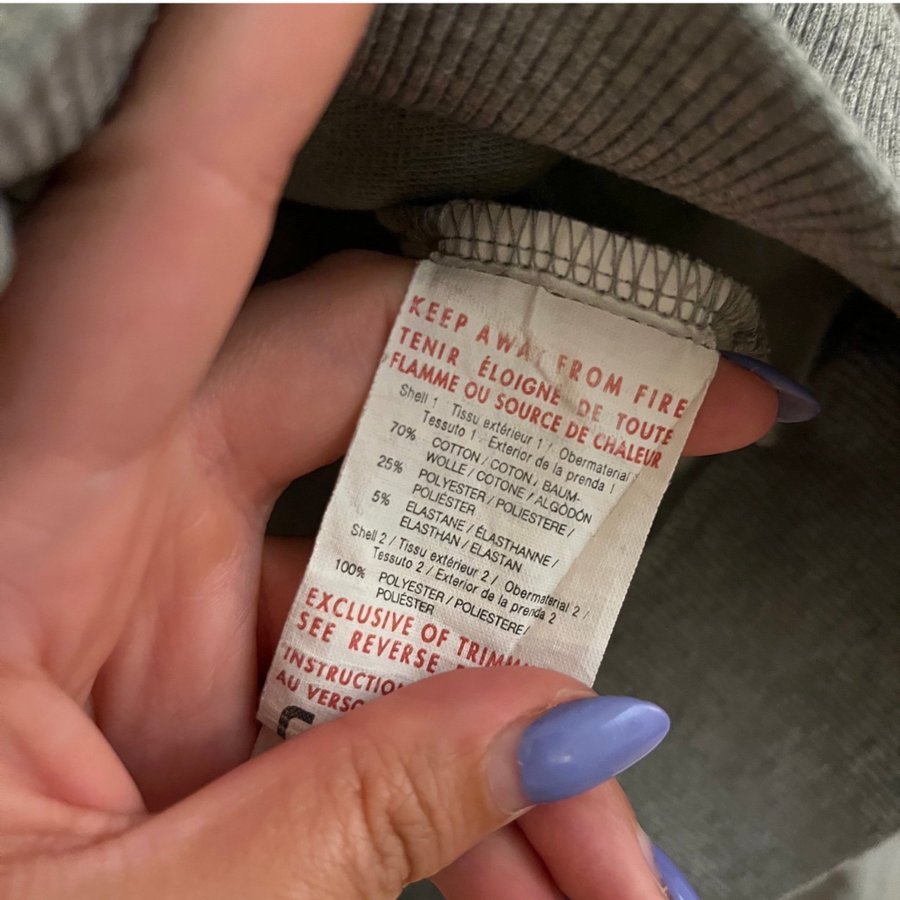 KEEP AWAY FROM FIRE
TENIR ÉLOIGNÉ DE TOUTE
FLAMME OU SOURCE DE CHALEUR
Shell 1 Tissu extérieur 1 / Obermaterial
Tessuto 1 Exterior de la prenda 1
70% COTTON / COTON / BAUM-
WOLLE / COTONE / ALGÓDÓN
25% POLYESTER / POLIESTERE /
POLIÉSTER
5% ELASTANE / ÉLASTHANNE /
ELASTHAN / ELASTAN
Shell 2 / Tissu extérieur 2 / Obermaterial 2 /
Tessuto 2 / Exterior de la prenda 2
100% POLYESTER / POLIESTERE /
POLIÉSTER
EXCLUSIVE OF
SEE REVERSE
AU